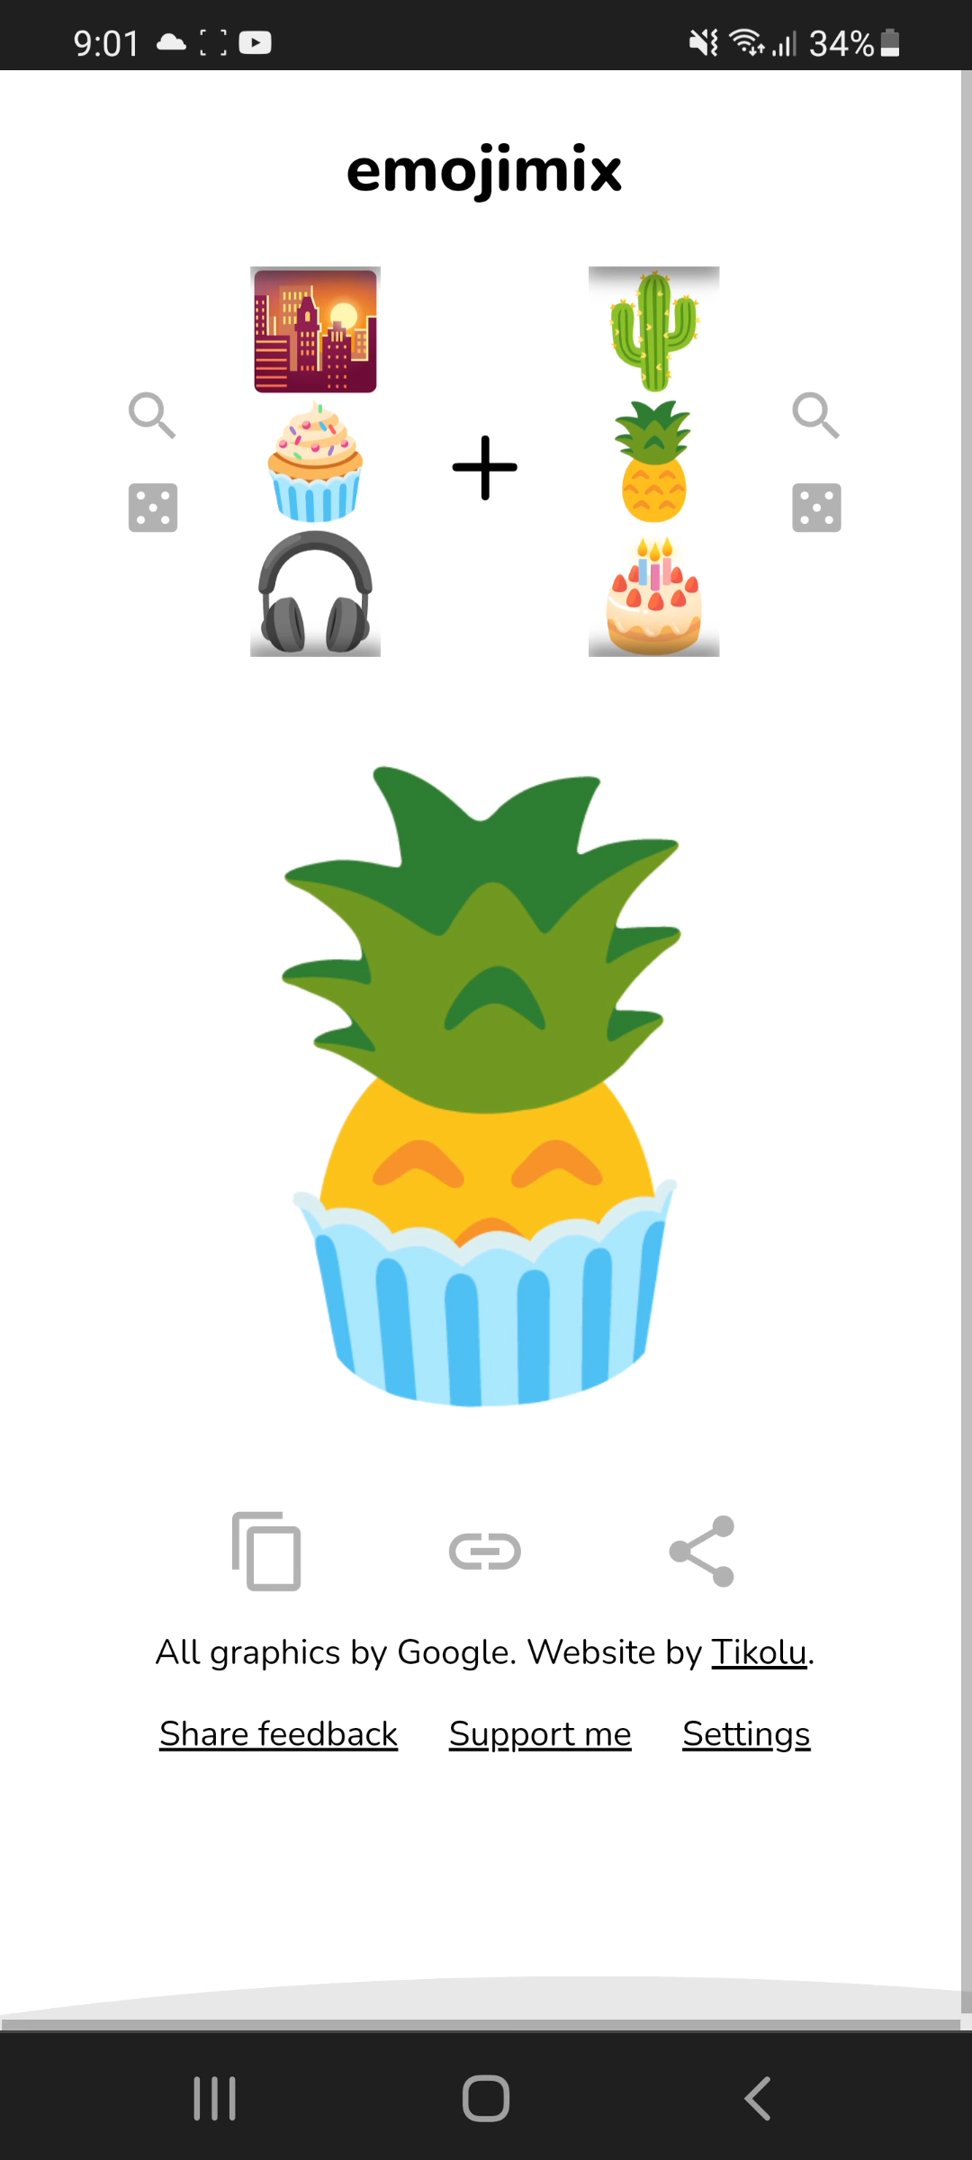 9:01 34%
emojimix
All graphics by Google. Website by Tikolu.
Share feedback Support me Settings